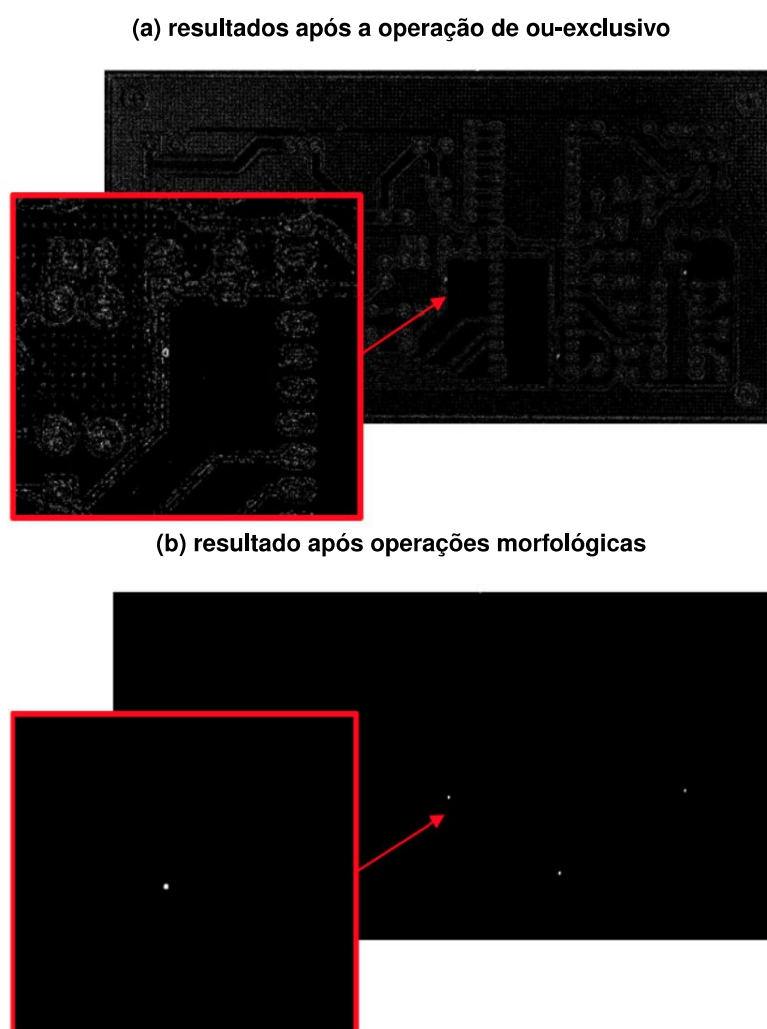 (a) resultados após a operação de ou-exclusivo
(b) resultado após operações morfológicas